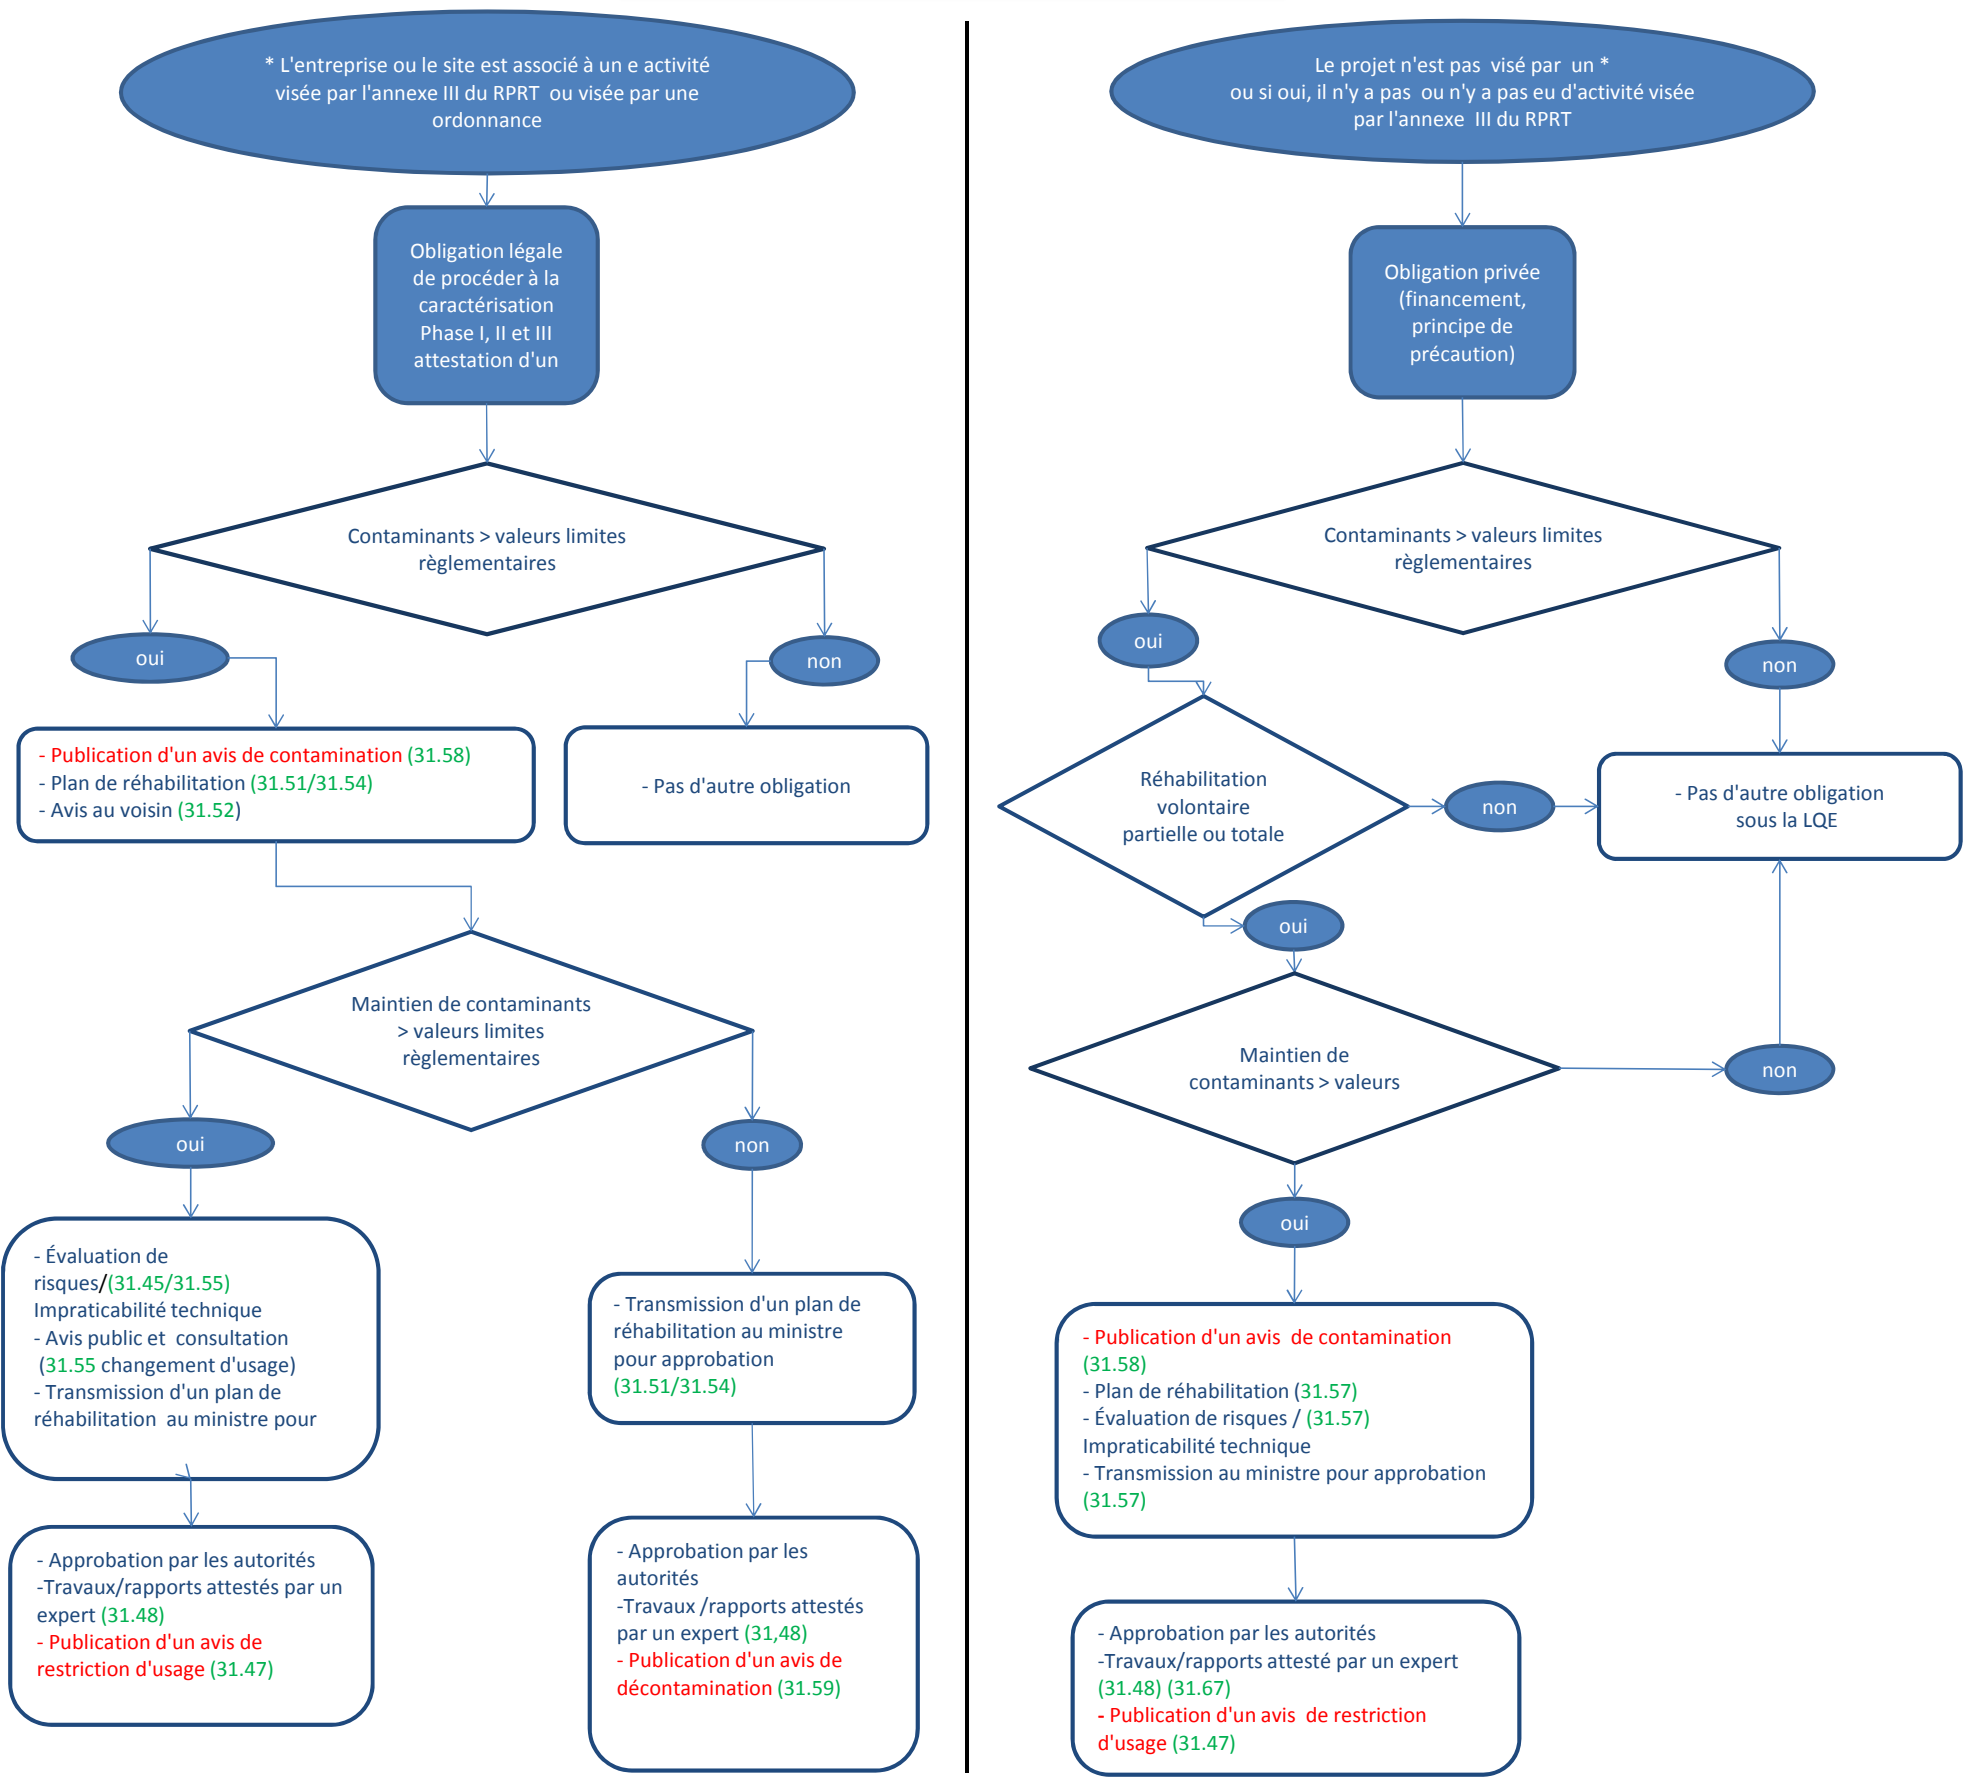 * L'entreprise ou le site est associé à un e activité
visée par l'annexe III du RPRT ou visée par une
ordonnance
Obligation légale
de procéder à la
caractérisation
Phase I, II et III
attestation d'un
Contaminants > valeurs limites
règlementaires
oui
non
- Publication d'un avis de contamination (31.58)
- Plan de réhabilitation (31.51/31.54)
- Avis au voisin (31.52)
- Pas d'autre obligation
Maintien de contaminants
> valeurs limites
règlementaires
oui
non
- Évaluation de
risques/(31.45/31.55)
Impraticabilité technique
- Avis public et consultation
(31.55 changement d'usage)
- Transmission d'un plan de
réhabilitation au ministre pour
- Transmission d'un plan de
réhabilitation au ministre
pour approbation
(31.51/31.54)
- Approbation par les autorités
-Travaux/rapports attestés par un
expert (31.48)
- Publication d'un avis de
restriction d'usage (31.47)
- Approbation par les
autorités
-Travaux /rapports attestés
par un expert (31,48)
- Publication d'un avis de
décontamination (31.59)
Le projet n'est pas visé par un *
ou si oui, il n'y a pas ou n'y a pas eu d'activité visée
par l'annexe III du RPRT
Obligation privée
(financement,
principe de
précaution)
Contaminants > valeurs limites
règlementaires
oui
non
Réhabilitation
volontaire
partielle ou totale
non
- Pas d'autre obligation
sous la LQE
oui
Maintien de
contaminants > valeurs
non
oui
- Publication d'un avis de contamination
(31.58)
- Plan de réhabilitation (31.57)
- Évaluation de risques / (31.57)
Impraticabilité technique
- Transmission au ministre pour approbation
(31.57)
- Approbation par les autorités
-Travaux/rapports attesté par un expert
(31.48) (31.67)
- Publication d'un avis de restriction
d'usage (31.47)